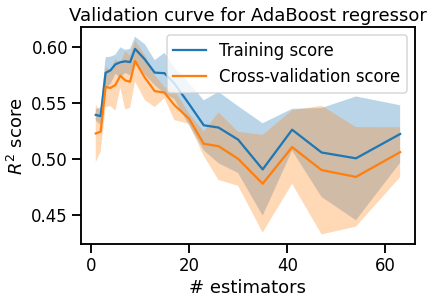 Validation curve for AdaBoost regressor
Training score
Cross-validation score
R² score
0.60
0.55
0.50
0.45
0
20
40
60
# estimators